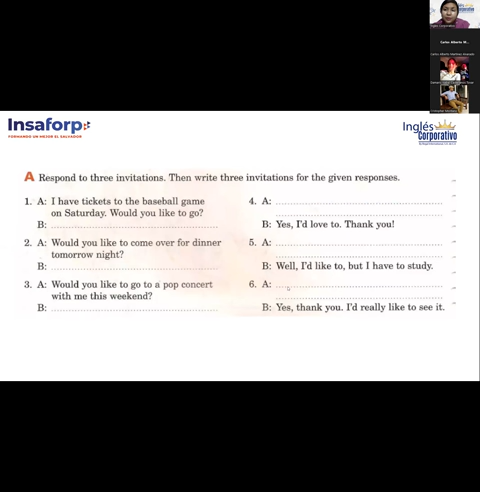 Carlos Alberto M...
Insaforp
FORMANDO UN MEJOR EL SALVADOR
Inglés
Corporativo
A Respond to three invitations. Then write three invitations for the given responses.
1. A: I have tickets to the baseball game
on Saturday. Would you like to go?
B:
2. A: Would you like to come over for dinner
tomorrow night?
B:
3. A: Would you like to go to a pop concert
with me this weekend?
B:
4. A:
B: Yes, I'd love to. Thank you!
5. A:
B: Well, I'd like to, but I have to study.
6. A:
B: Yes, thank you. I'd really like to see it.